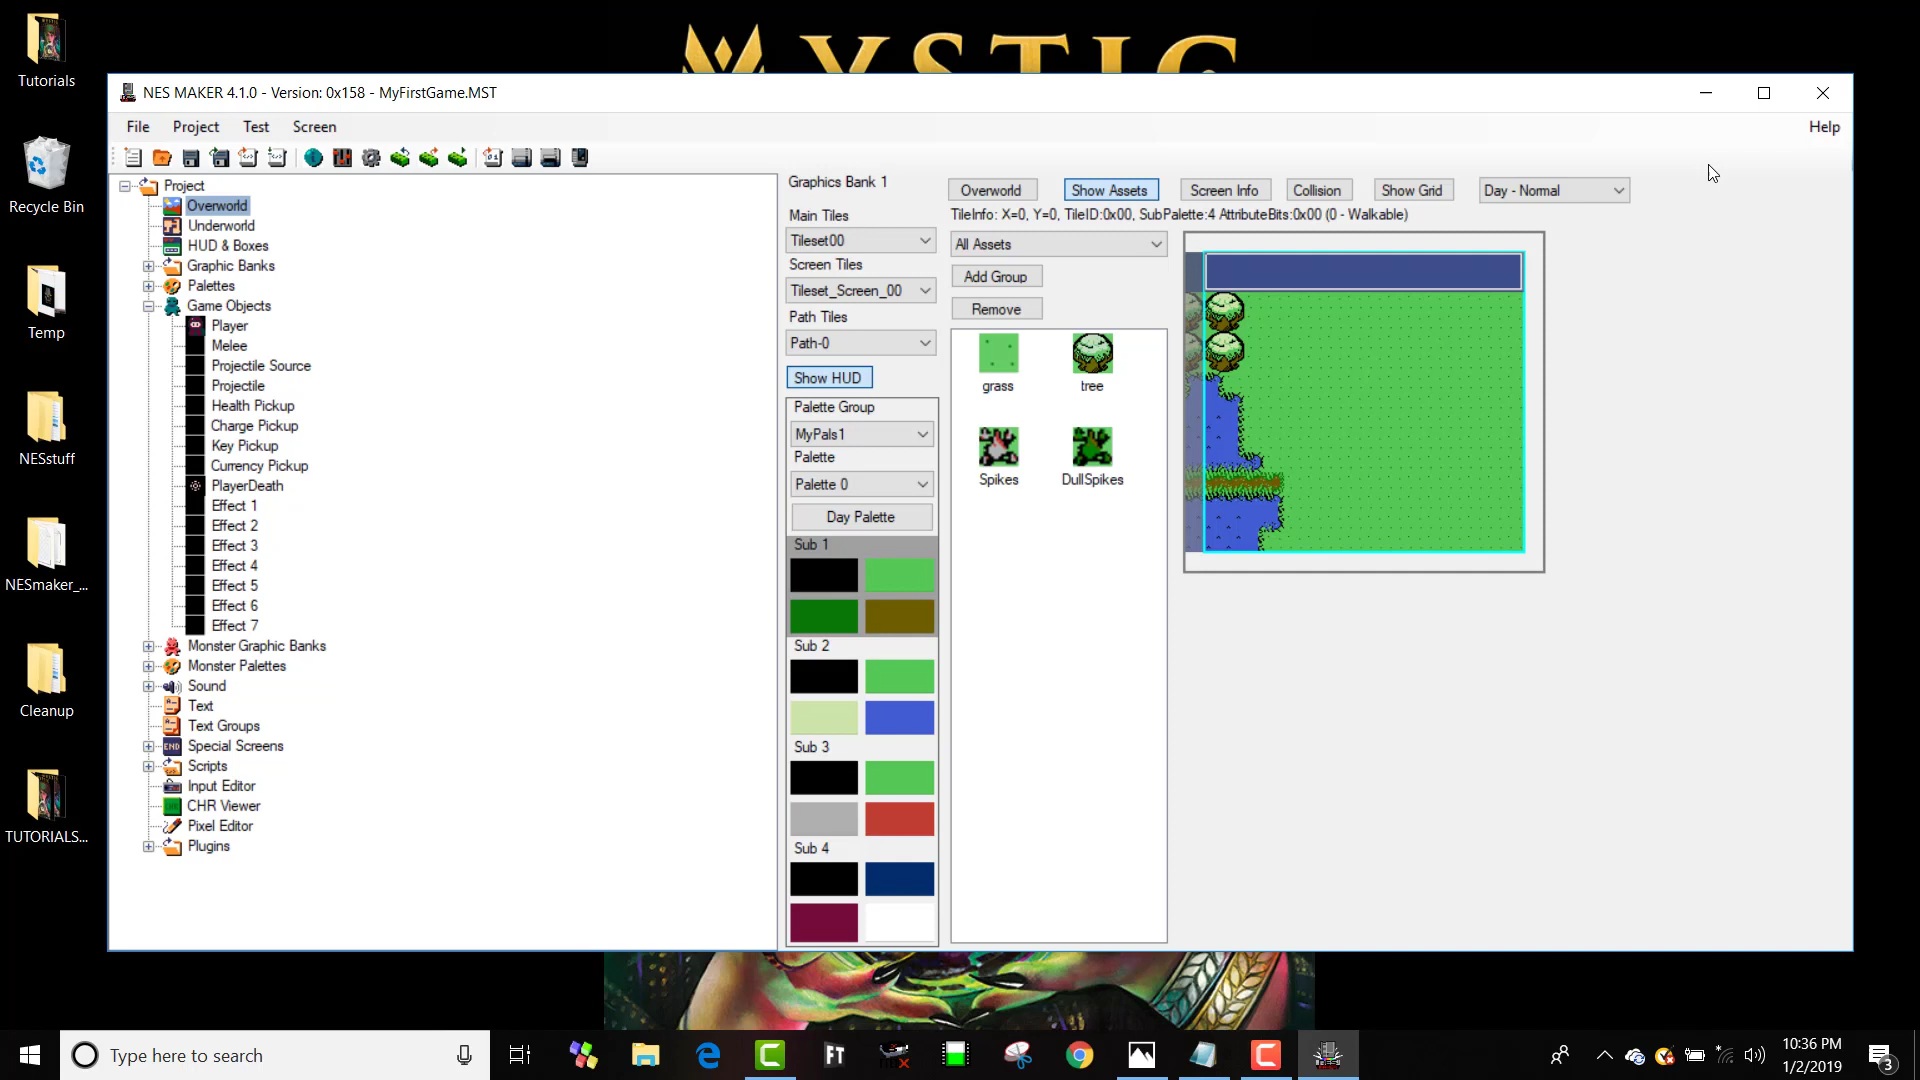 MYSTIC
Tutorials
Recycle Bin
Temp
NESstuff
NESmaker_...
Cleanup
TUTORIALS...
NES MAKER 4.1.0 - Version: 0x158 - MyFirstGame.MST
File Project Test Screen Help
Project
Overworld
Underworld
HUD & Boxes
Graphic Banks
Palettes
Game Objects
Player
Melee
Projectile Source
Projectile
Health Pickup
Charge Pickup
Key Pickup
Currency Pickup
PlayerDeath
Effect 1
Effect 2
Effect 3
Effect 4
Effect 5
Effect 6
Effect 7
Monster Graphic Banks
Monster Palettes
Sound
Text
Text Groups
Special Screens
Scripts
Input Editor
CHR Viewer
Pixel Editor
Plugins
Graphics Bank 1
Main Tiles
Tileset00
Screen Tiles
Tileset_Screen_00
Path Tiles
Path-0
Show HUD
Palette Group
MyPals1
Palette
Palette 0
Day Palette
Sub 1
Sub 2
Sub 3
Sub 4
Overworld Show Assets Screen Info Collision Show Grid Day - Normal
TileInfo: X=0, Y=0, TileID:0x00, SubPalette:4 AttributeBits:0x00 (0 - Walkable)
All Assets
Add Group
Remove
grass tree
Spikes DullSpikes
Type here to search
FT
10:36 PM
1/2/2019
3